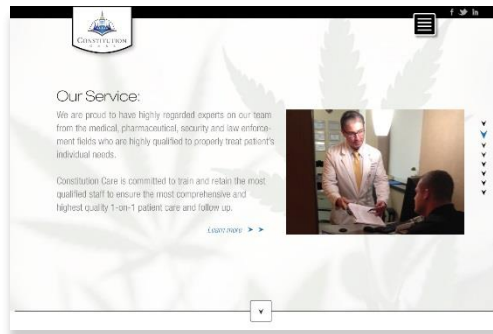 f in
CONSTITUTION
CARE
Our Service:
We are proud to have highly regarded experts on our team
from the medical, pharmaceutical, security and law enforce-
ment fields who are highly qualified to properly treat patient's
individual needs.
Constitution Care is committed to train and retain the most
qualified staff to ensure the most comprehensive and
highest quality 1-on-1 patient care and follow up.
Learn more